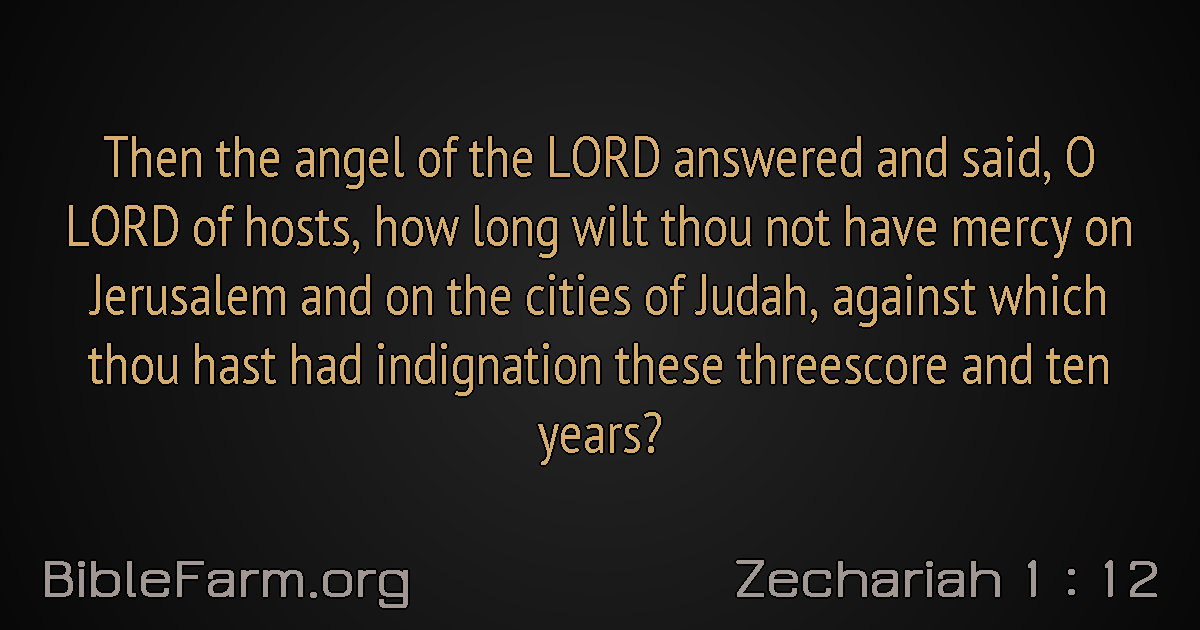 Then the angel of the LORD answered and said, O
LORD of hosts, how long wilt thou not have mercy on
Jerusalem and on the cities of Judah, against which
thou hast had indignation these threescore and ten
years?
BibleFarm.org
Zechariah 1 : 12